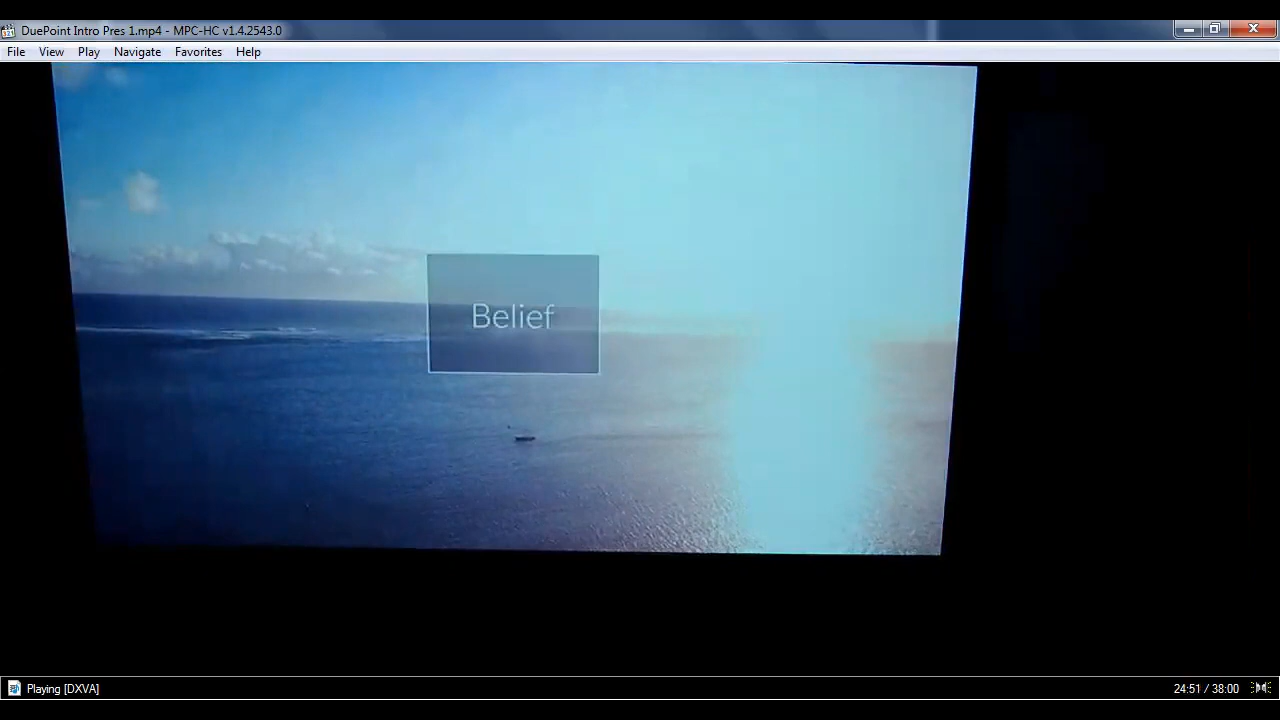 DuePoint Intro Pres 1.mp4 - MPC-HC v1.4.2543.0
File View Play Navigate Favorites Help
Belief
Playing [DXVA]
24:51 / 38:00